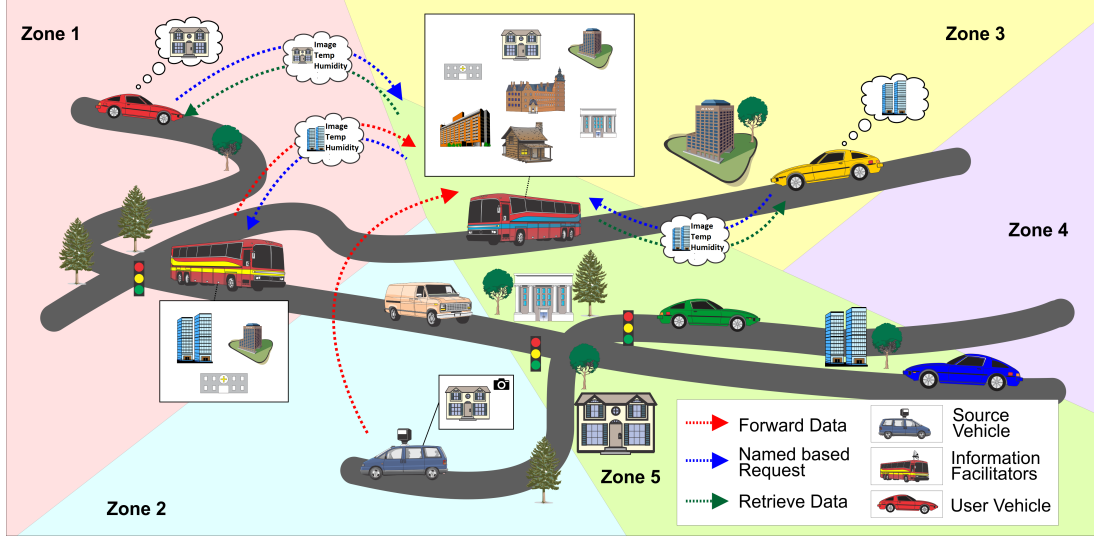 Zone 1
Zone 3
Image
Temp
Humidity
Image
Temp
Humidity
Image
Temp
Humidity
Zone 4
Zone 5
Zone 2
Forward Data
Named based
Request
Retrieve Data
Source
Vehicle
Information
Facilitators
User Vehicle